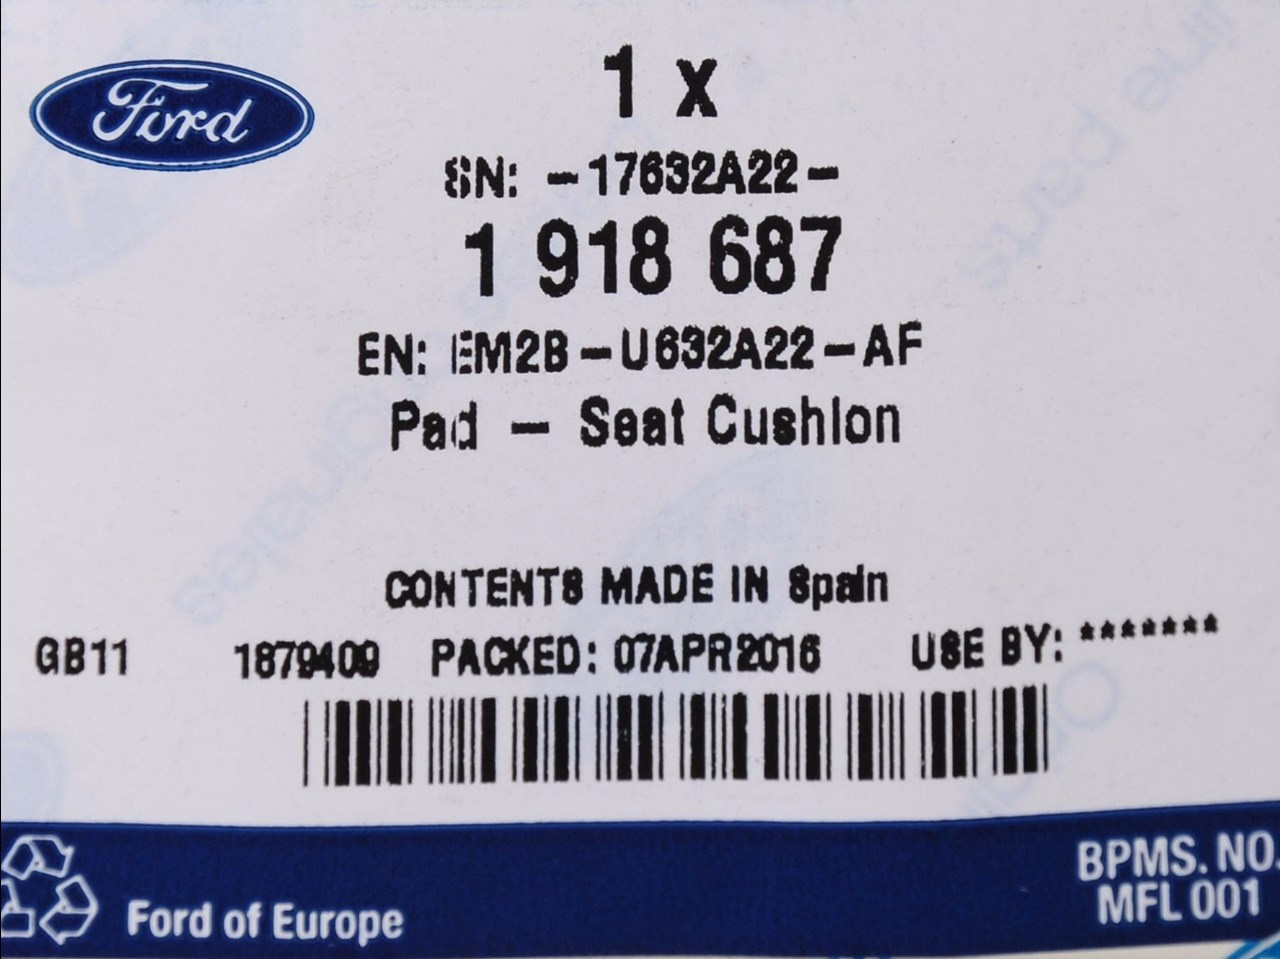 Ford
1 x
SN: -17632A22-
1 918 687
EN: EM2B-U632A22-AF
Pad - Seat Cushion
CONTENTS MADE IN Spain
GB11 1879409 PACKED: 07APR2016 USE BY: *******
Ford of Europe
BPMS. NO.
MFL 001